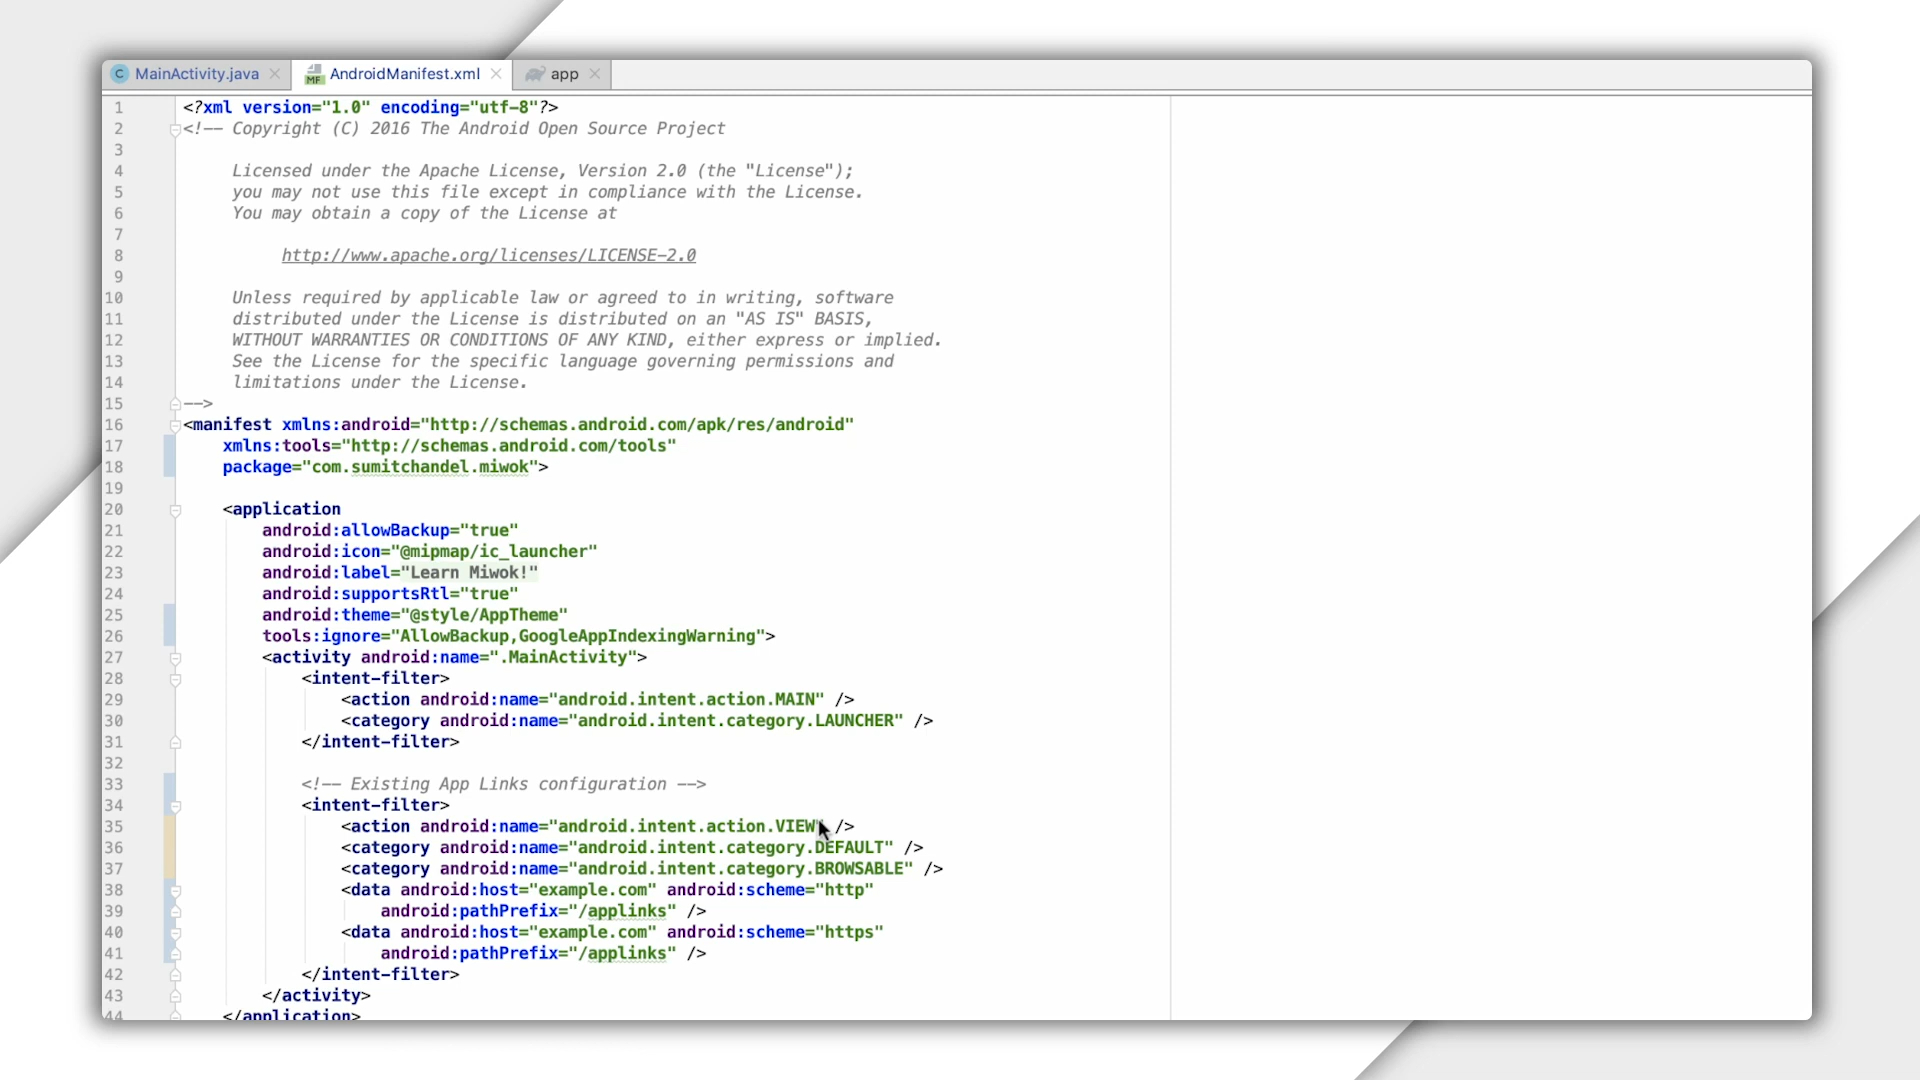 MainActivity.java
AndroidManifest.xml
app
1 <?xml version="1.0" encoding="utf-8"?>
2 <!-- Copyright (C) 2016 The Android Open Source Project
3
4 Licensed under the Apache License, Version 2.0 (the "License");
5 you may not use this file except in compliance with the License.
6 You may obtain a copy of the License at
7
8 http://www.apache.org/licenses/LICENSE-2.0
9
10 Unless required by applicable law or agreed to in writing, software
11 distributed under the License is distributed on an "AS IS" BASIS,
12 WITHOUT WARRANTIES OR CONDITIONS OF ANY KIND, either express or implied.
13 See the License for the specific language governing permissions and
14 limitations under the License.
15 -->
16 <manifest xmlns:android="http://schemas.android.com/apk/res/android"
17 xmlns:tools="http://schemas.android.com/tools"
18 package="com.sumitchandel.miwok">
19
20 <application
21 android:allowBackup="true"
22 android:icon="@mipmap/ic_launcher"
23 android:label="Learn Miwok!"
24 android:supportsRtl="true"
25 android:theme="@style/AppTheme"
26 tools:ignore="AllowBackup,GoogleAppIndexingWarning">
27 <activity android:name=".MainActivity">
28 <intent-filter>
29 <action android:name="android.intent.action.MAIN" />
30 <category android:name="android.intent.category.LAUNCHER" />
31 </intent-filter>
32
33 <!-- Existing App Links configuration -->
34 <intent-filter>
35 <action android:name="android.intent.action.VIEW" />
36 <category android:name="android.intent.category.DEFAULT" />
37 <category android:name="android.intent.category.BROWSABLE" />
38 <data android:host="example.com" android:scheme="http"
39 android:pathPrefix="/applinks" />
40 <data android:host="example.com" android:scheme="https"
41 android:pathPrefix="/applinks" />
42 </intent-filter>
43 </activity>
44 </application>